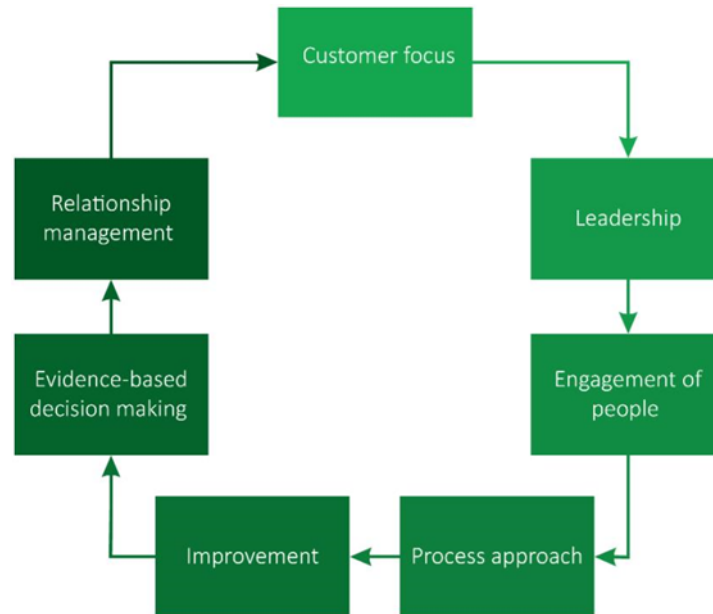 Customer focus
Leadership
Engagement of
people
Process approach
Improvement
Evidence-based
decision making
Relationship
management